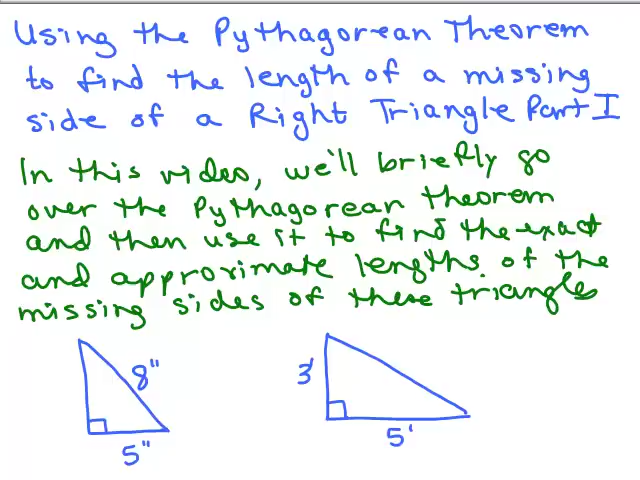 Using the Pythagorean Theorem
to find the length of a missing
side of a Right Triangle Part I
In this video, we'll briefly go
over the Pythagorean theorem
and then use it to find the exact
and approximate lengths of the
missing sides of these triangles
8"
3'
5"
5'